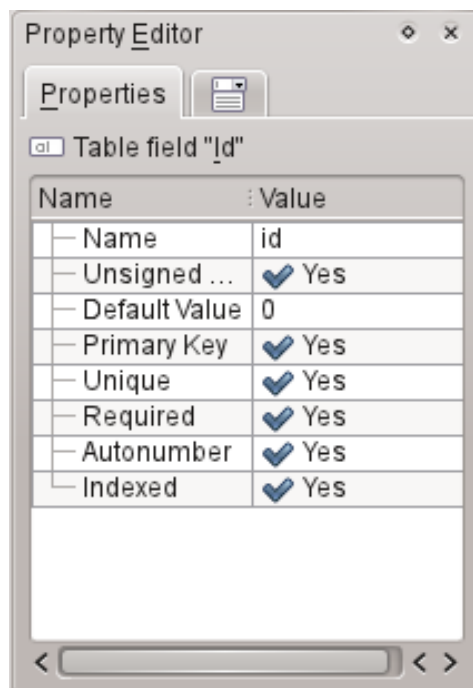 Property Editor
Properties
Table field "Id"
Name Value
Name id
Unsigned ... Yes
Default Value 0
Primary Key Yes
Unique Yes
Required Yes
Autonumber Yes
Indexed Yes